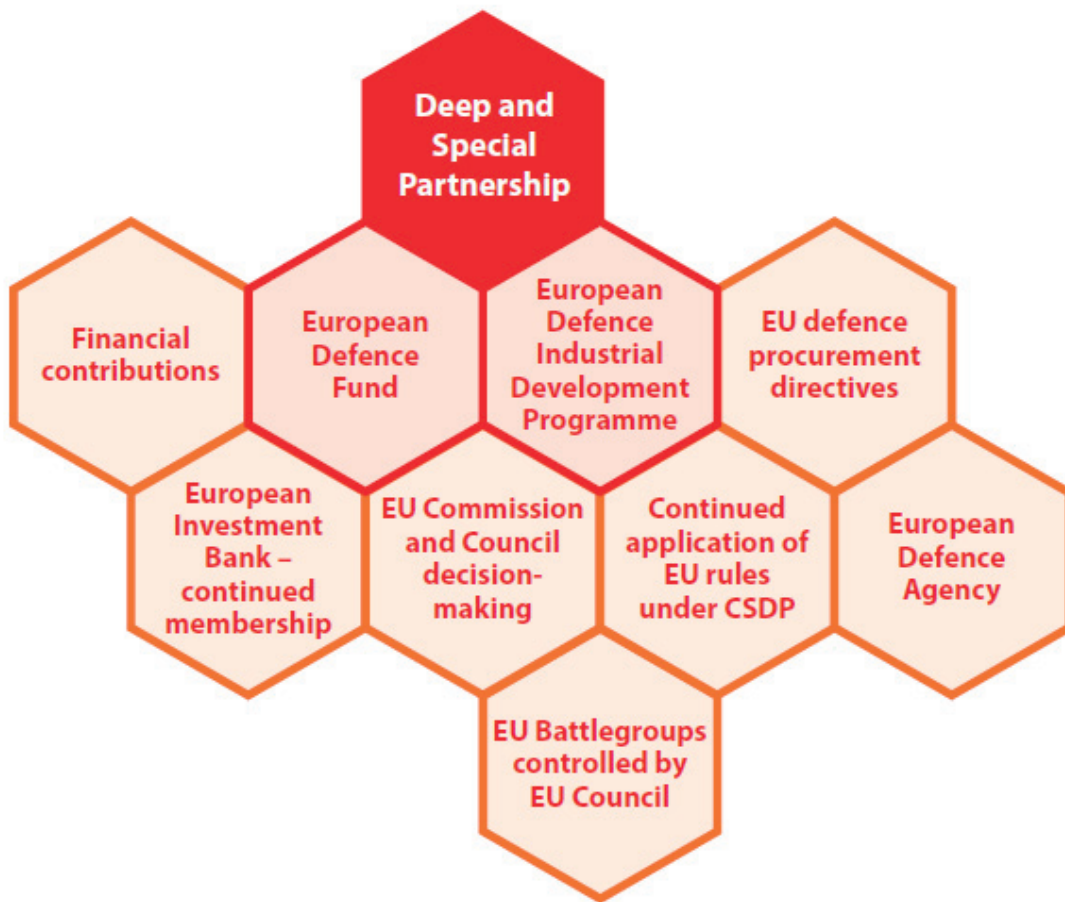 Deep and
Special
Partnership
Financial
contributions
European
Defence
Fund
European
Defence
Industrial
Development
Programme
EU defence
procurement
directives
European
Investment
Bank –
continued
membership
EU Commission
and Council
decision-
making
Continued
application of
EU rules
under CSDP
European
Defence
Agency
EU Battlegroups
controlled by
EU Council